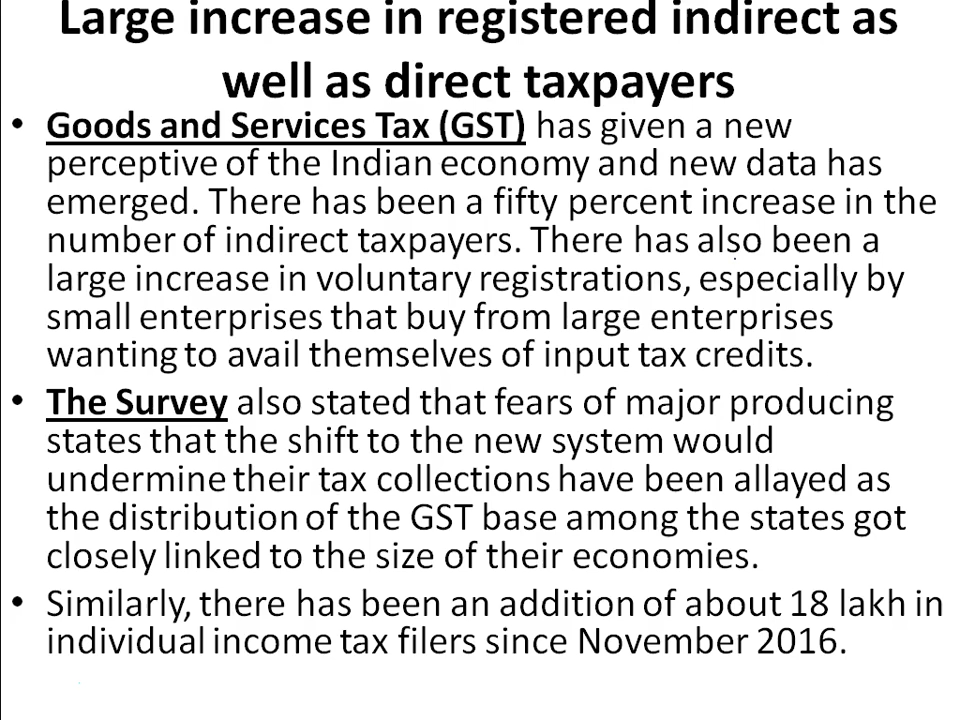 Large increase in registered indirect as
well as direct taxpayers
• Goods and Services Tax (GST) has given a new
perceptive of the Indian economy and new data has
emerged. There has been a fifty percent increase in the
number of indirect taxpayers. There has also been a
large increase in voluntary registrations, especially by
small enterprises that buy from large enterprises
wanting to avail themselves of input tax credits.
• The Survey also stated that fears of major producing
states that the shift to the new system would
undermine their tax collections have been allayed as
the distribution of the GST base among the states got
closely linked to the size of their economies.
• Similarly, there has been an addition of about 18 lakh in
individual income tax filers since November 2016.